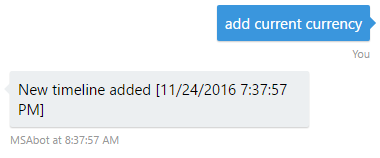 add current currency
You
New timeline added [11/24/2016 7:37:57
PM]
MSAbot at 8:37:57 AM